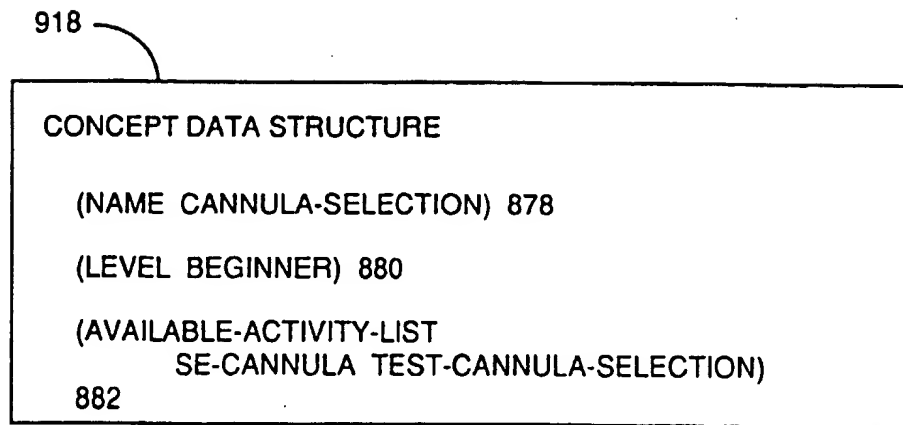 918
CONCEPT DATA STRUCTURE
(NAME CANNULA-SELECTION) 878
(LEVEL BEGINNER) 880
(AVAILABLE-ACTIVITY-LIST
SE-CANNULA TEST-CANNULA-SELECTION)
882